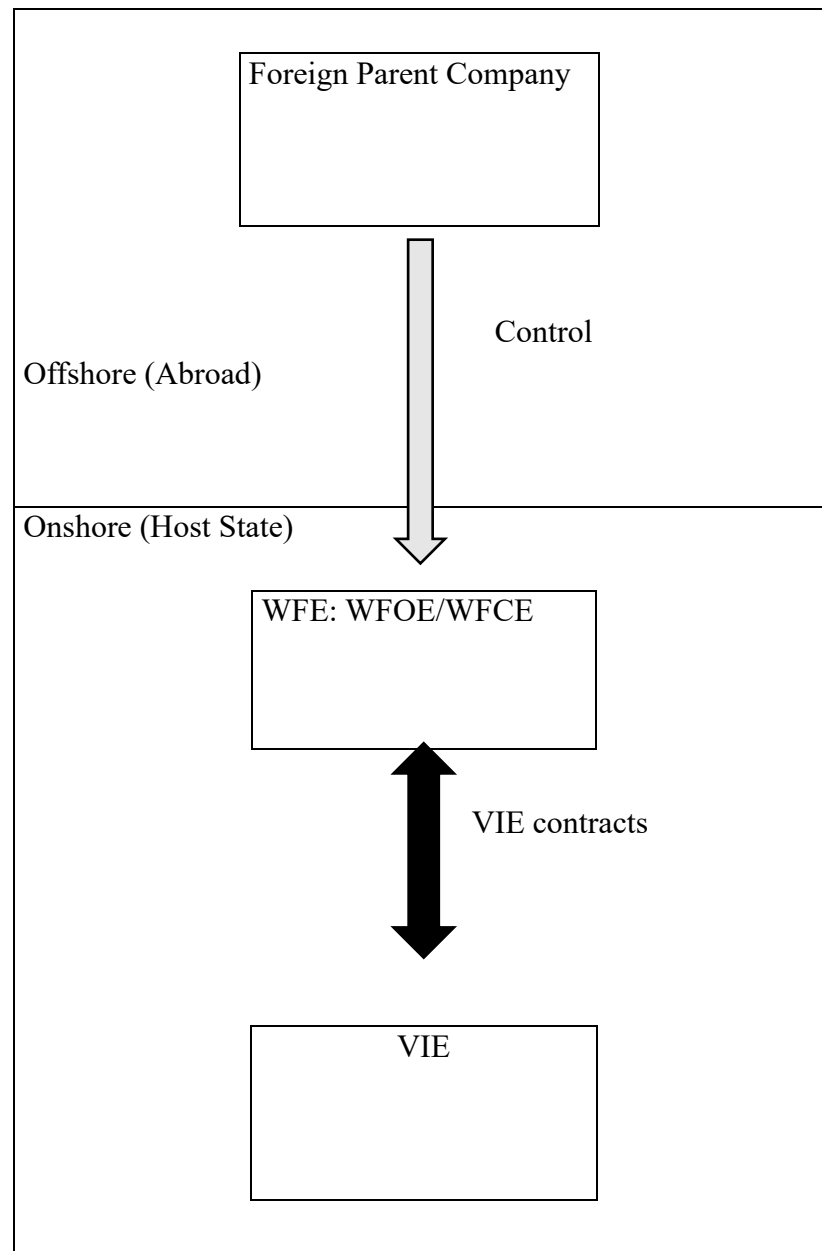 Foreign Parent Company
Control
Offshore (Abroad)
Onshore (Host State)
WFE: WFOE/WFCE
VIE contracts
VIE